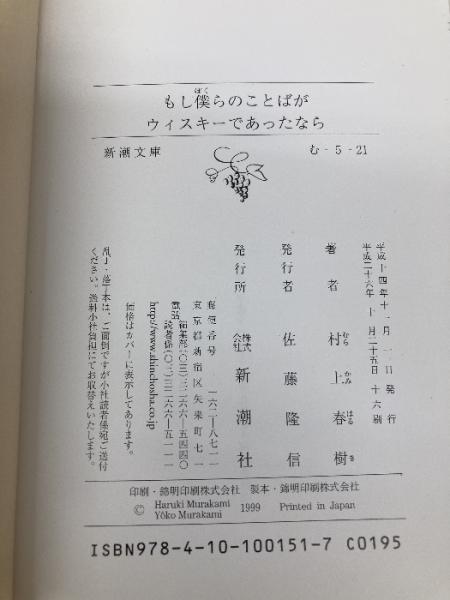 もし僕らのことばが
ぼく
ウィスキーであったなら
新潮文庫
む - 5 - 21
平成十四年十一月一日発行
平成二十六年十月二十五日十六刷
著者 村上春樹
むら かみ はる き
発行者 佐藤隆信
発行所 株式会社 新潮社
郵便番号 一六二―八七一一
東京都新宿区矢来町七一
電話 編集部(〇三)三二六六―五四四〇
読者係(〇三)三二六六―五一一一
http://www.shinchosha.co.jp
価格はカバーに表示してあります。
乱丁・落丁本は、ご面倒ですが小社読者係宛ご送付
ください。送料小社負担にてお取替えいたします。
印刷・錦明印刷株式会社 製本・錦明印刷株式会社
© Haruki Murakami 1999 Printed in Japan
Yôko Murakami
ISBN978-4-10-100151-7 C0195